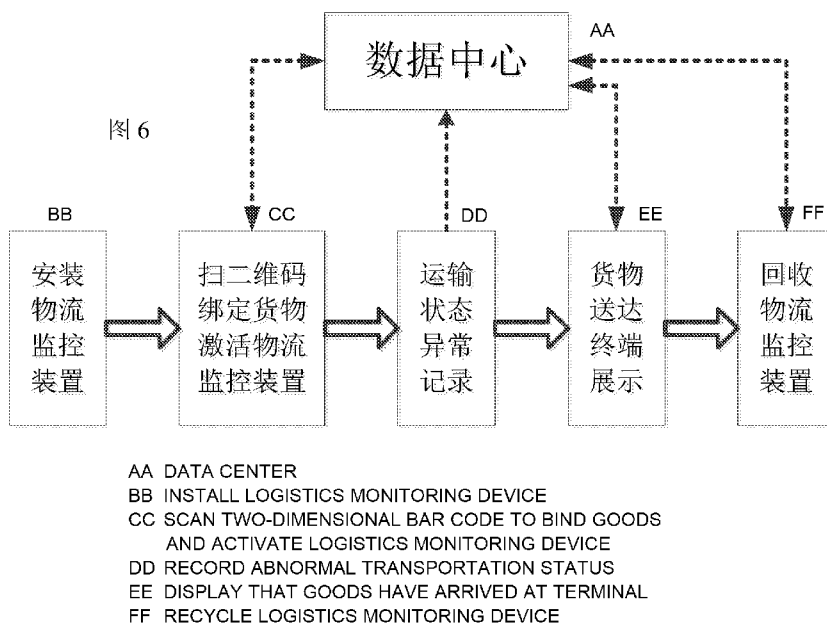 AA
数据中心
图 6
BB
CC
DD
EE
FF
安装
物流
监控
装置
扫二维码
绑定货物
激活物流
监控装置
运输
状态
异常
记录
货物
送达
终端
展示
回收
物流
监控
装置
AA DATA CENTER
BB INSTALL LOGISTICS MONITORING DEVICE
CC SCAN TWO-DIMENSIONAL BAR CODE TO BIND GOODS
AND ACTIVATE LOGISTICS MONITORING DEVICE
DD RECORD ABNORMAL TRANSPORTATION STATUS
EE DISPLAY THAT GOODS HAVE ARRIVED AT TERMINAL
FF RECYCLE LOGISTICS MONITORING DEVICE